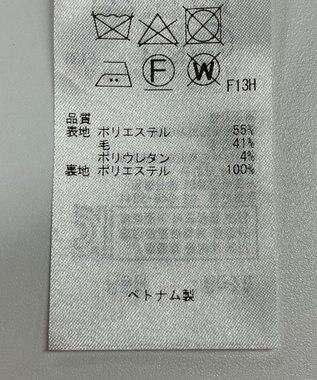 F W F13H
品質
表地 ポリエステル 55%
毛 41%
ポリウレタン 4%
裏地 ポリエステル 100%
ベトナム製